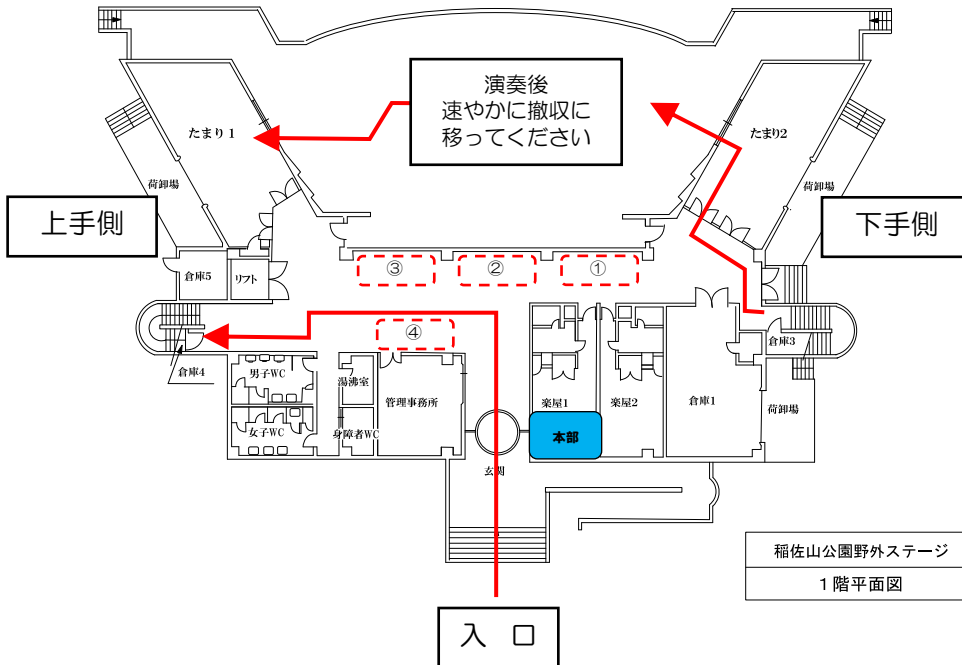 演奏後
速やかに撤収に
移ってください
たまり1
たまり2
荷卸場
荷卸場
上手側
下手側
③
②
①
倉庫5
リフト
④
倉庫3
倉庫4
男子WC
湯沸室
管理事務所
楽屋1
楽屋2
倉庫1
荷卸場
女子WC
身障者WC
本部
玄関
稲佐山公園野外ステージ
1階平面図
入 口